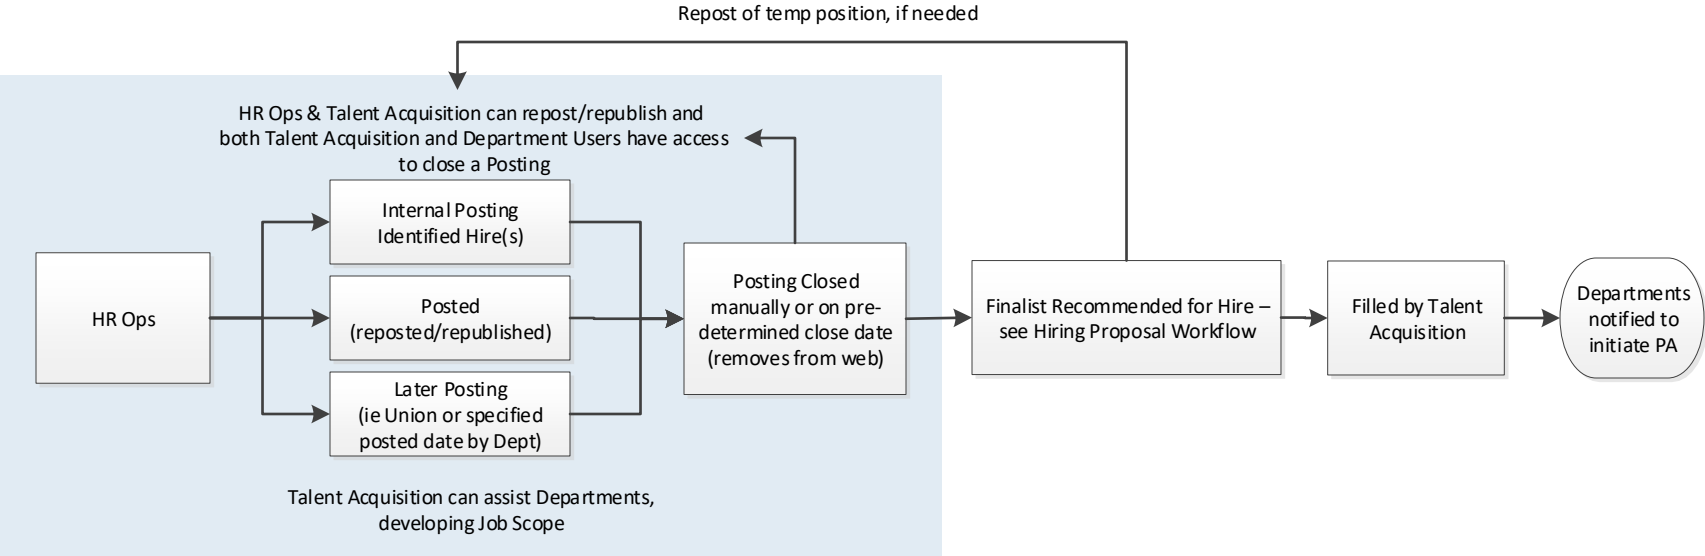 Repost of temp position, if needed
HR Ops & Talent Acquisition can repost/republish and
both Talent Acquisition and Department Users have access
to close a Posting
HR Ops
Internal Posting
Identified Hire(s)
Posted
(reposted/republished)
Later Posting
(ie Union or specified
posted date by Dept)
Posting Closed
manually or on pre-
determined close date
(removes from web)
Finalist Recommended for Hire –
see Hiring Proposal Workflow
Filled by Talent
Acquisition
Departments
notified to
initiate PA
Talent Acquisition can assist Departments,
developing Job Scope